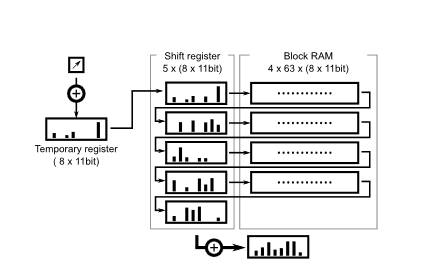 Shift register
5 x (8 x 11bit)
Block RAM
4 x 63 x (8 x 11bit)
Temporary register
( 8 x 11bit)